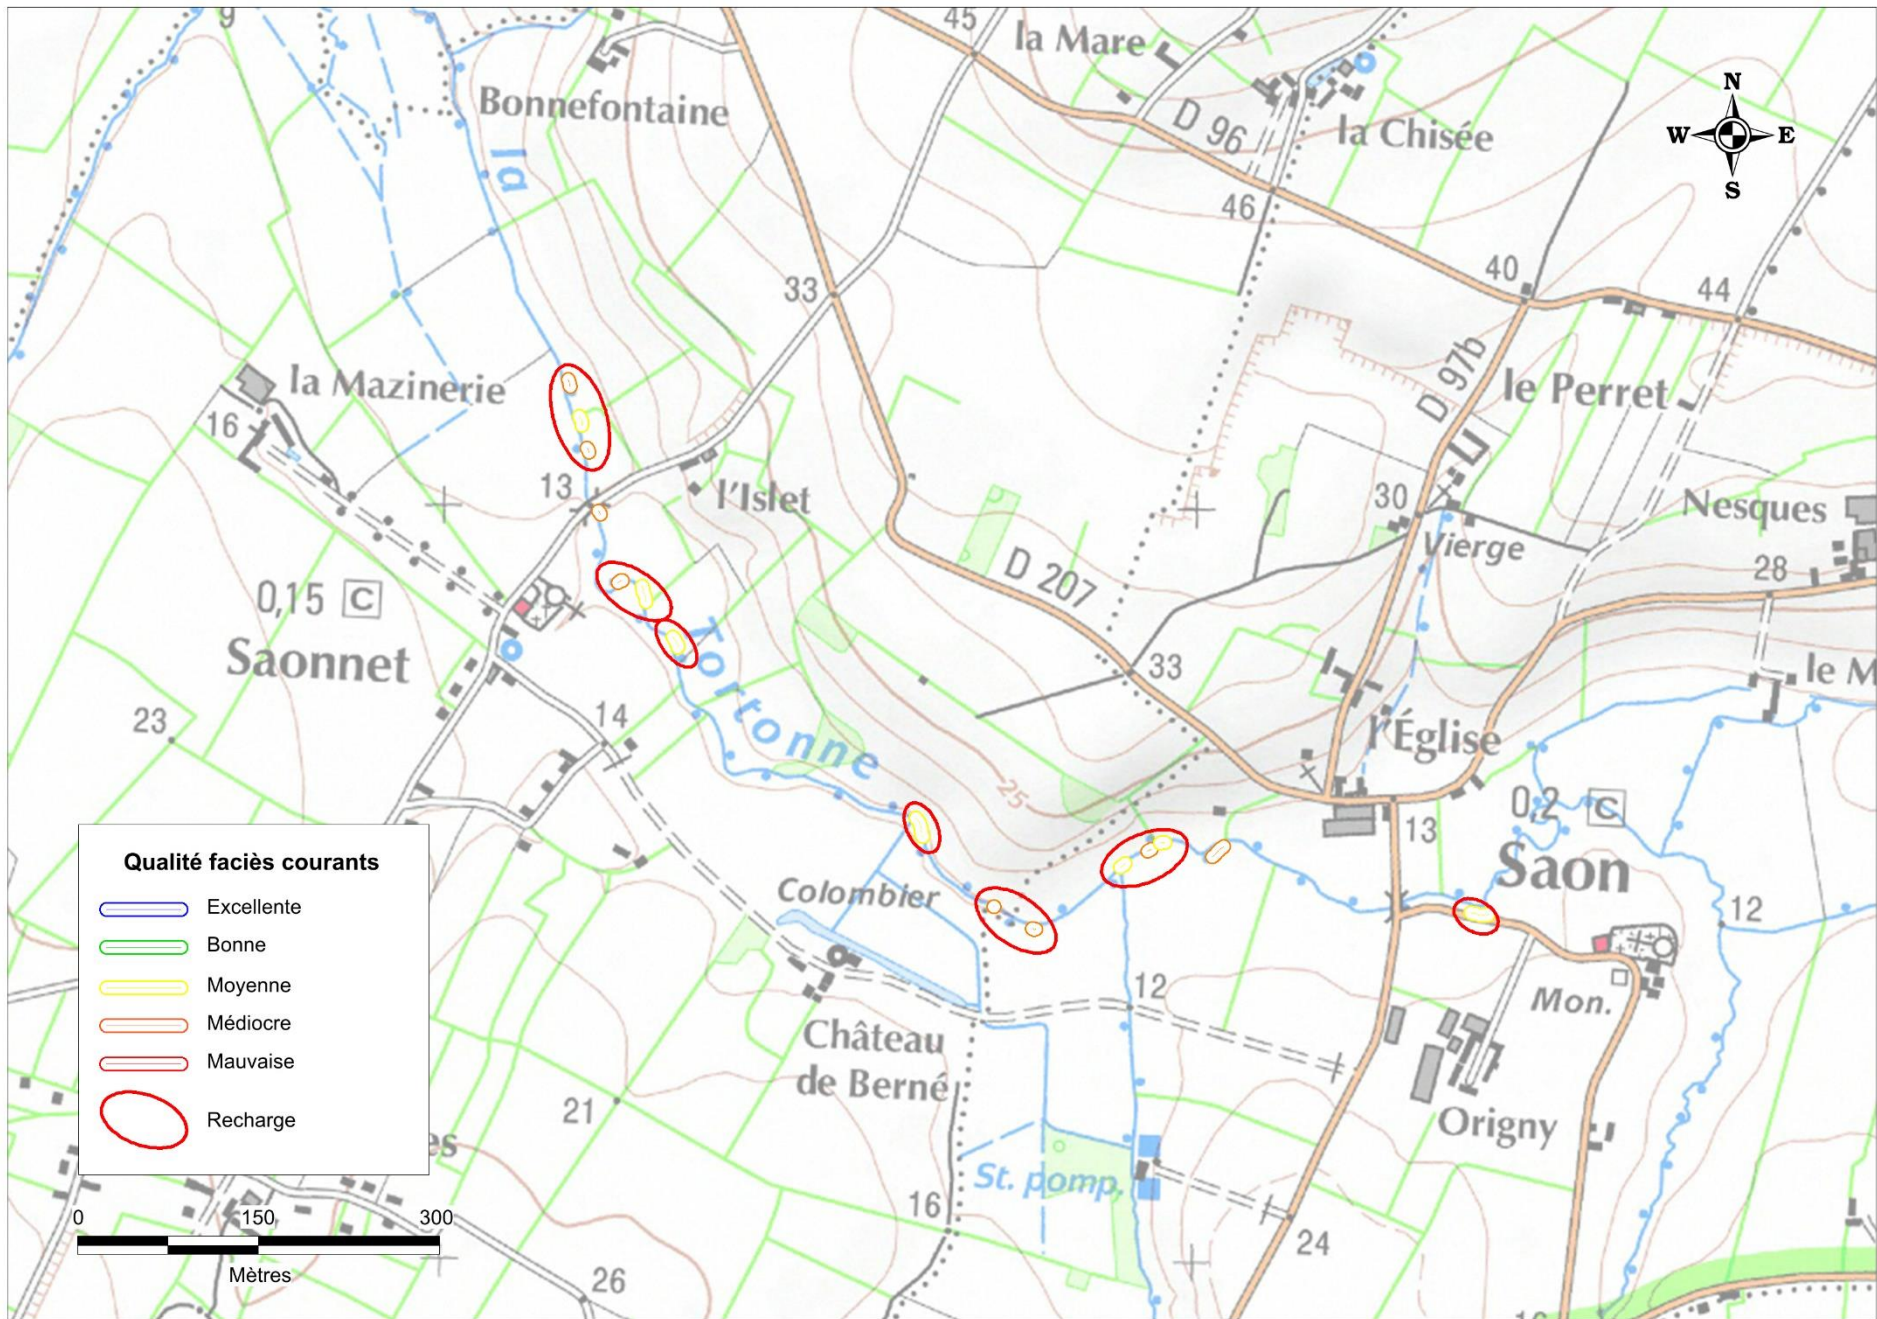 9
45
la Mare
Bonnefontaine
D 96
la Chisée
N
W E
S
la
46
33
40
44
la Mazinerie
D 97b
le Perret
16
13
l'Islet
30
Nesques
Vierge
28
0,15 C
D 207
Saonnet
33
le M
23
14
Tortonne
l'Église
25
0,2 C
13
Saon
Qualité faciès courants
Excellente
Bonne
Moyenne
Médiocre
Mauvaise
Recharge
Colombier
12
12
Mon.
Château
de Berné
21
Origny
es
St. pomp.
16
0 150 300
Mètres
24
26